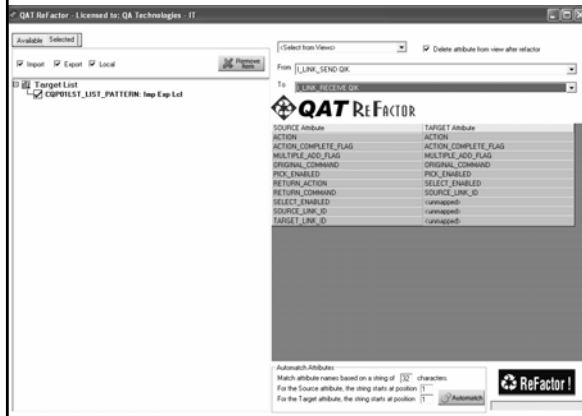 QAT ReFactor - Licensed to: QA Technologies - IT
Available Selected
Import Export Local
Remove Item
Target List
CQP01LST_LIST_PATTERN: Imp Exp Lcl
<Select from Views>
Delete attribute from view after refactor
From I_LINK_SEND QIK
To I_LINK_RECEIVE QIK
QAT REFACTOR
SOURCE Attribute TARGET Attribute
ACTION ACTION
ACTION_COMPLETE_FLAG ACTION_COMPLETE_FLAG
MULTIPLE_ADD_FLAG MULTIPLE_ADD_FLAG
ORIGINAL_COMMAND ORIGINAL_COMMAND
PICK_ENABLED PICK_ENABLED
RETURN_ACTION SELECT_ENABLED
RETURN_COMMAND SOURCE_LINK_ID
SELECT_ENABLED <unmapped>
SOURCE_LINK_ID <unmapped>
TARGET_LINK_ID <unmapped>
Automatch Attributes
Match attribute names based on a string of 32 characters.
For the Source attribute, the string starts at position 1
For the Target attribute, the string starts at position 1
Automatch
ReFactor !